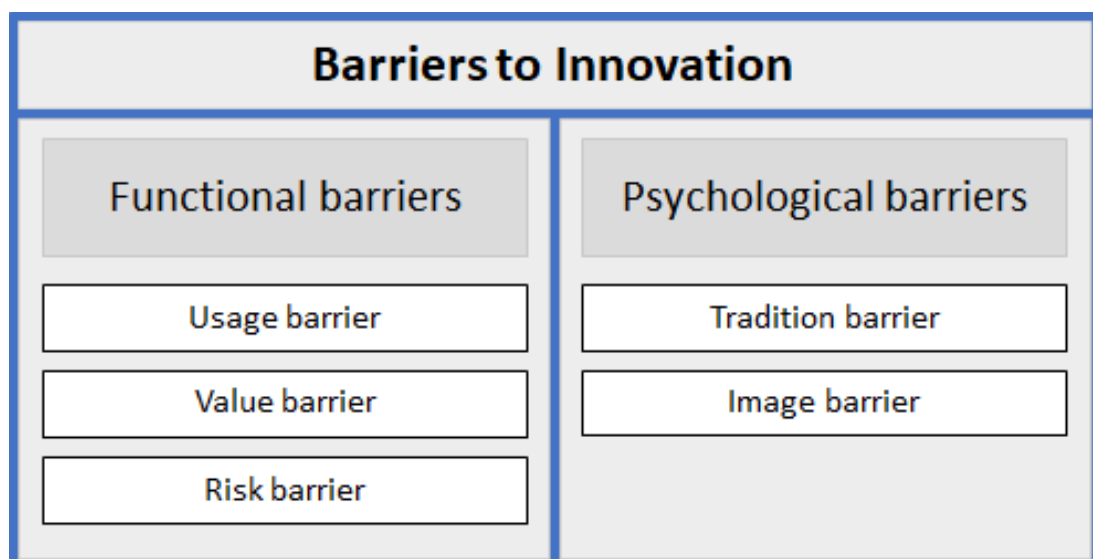 Barriers to Innovation
Functional barriers
Usage barrier
Value barrier
Risk barrier
Psychological barriers
Tradition barrier
Image barrier